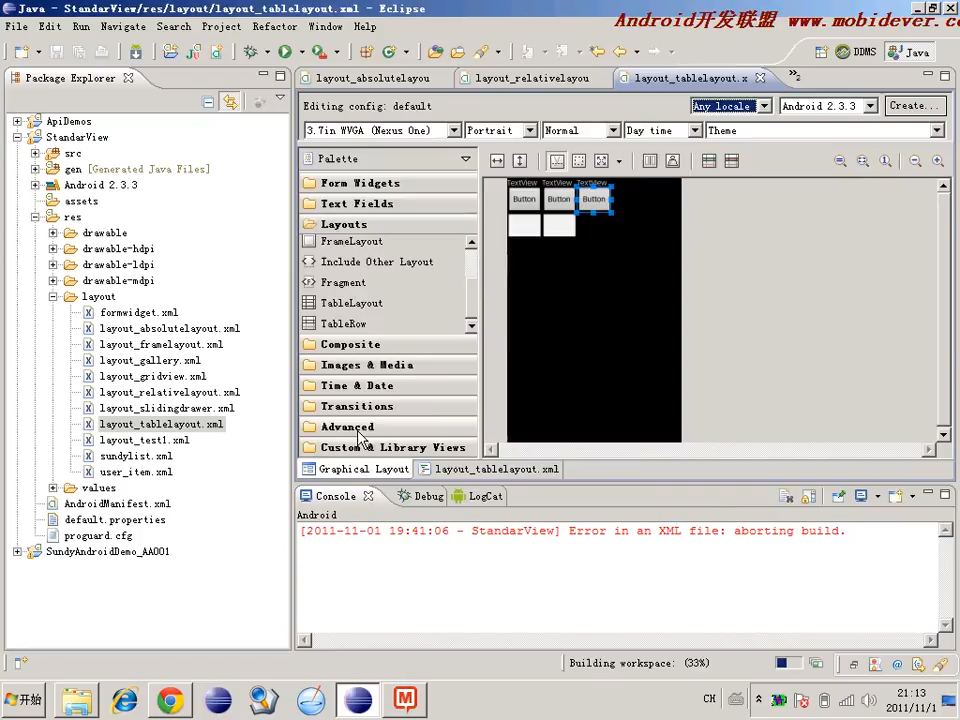 Java - StandarView/res/layout/layout_tablelayout.xml - Eclipse
File Edit Run Navigate Search Project Refactor Window Help
Android开发联盟 www.mobidever.c
DDMS Java
Package Explorer
layout_absolutelayou layout_relativelayou layout_tablelayout.x »2
Editing config: default Any locale Android 2.3.3 Create...
3.7in WVGA (Nexus One) Portrait Normal Day time Theme
ApiDemos
StandarView
src
gen [Generated Java Files]
Android 2.3.3
assets
res
drawable
drawable-hdpi
drawable-ldpi
drawable-mdpi
layout
formwidget.xml
layout_absolutelayout.xml
layout_framelayout.xml
layout_gallery.xml
layout_gridview.xml
layout_relativelayout.xml
layout_slidingdrawer.xml
layout_tablelayout.xml
layout_test1.xml
sundylist.xml
user_item.xml
values
AndroidManifest.xml
default.properties
proguard.cfg
SundyAndroidDemo_AA001
Palette
Form Widgets
Text Fields
Layouts
FrameLayout
Include Other Layout
Fragment
TableLayout
TableRow
Composite
Images & Media
Time & Date
Transitions
Advanced
Custom & Library Views
TextView TextView TextView
Button Button Button
Graphical Layout layout_tablelayout.xml
Console Debug LogCat
Android
[2011-11-01 19:41:06 - StandarView] Error in an XML file: aborting build.
Building workspace: (33%)
开始
CH
21:13
2011/11/1